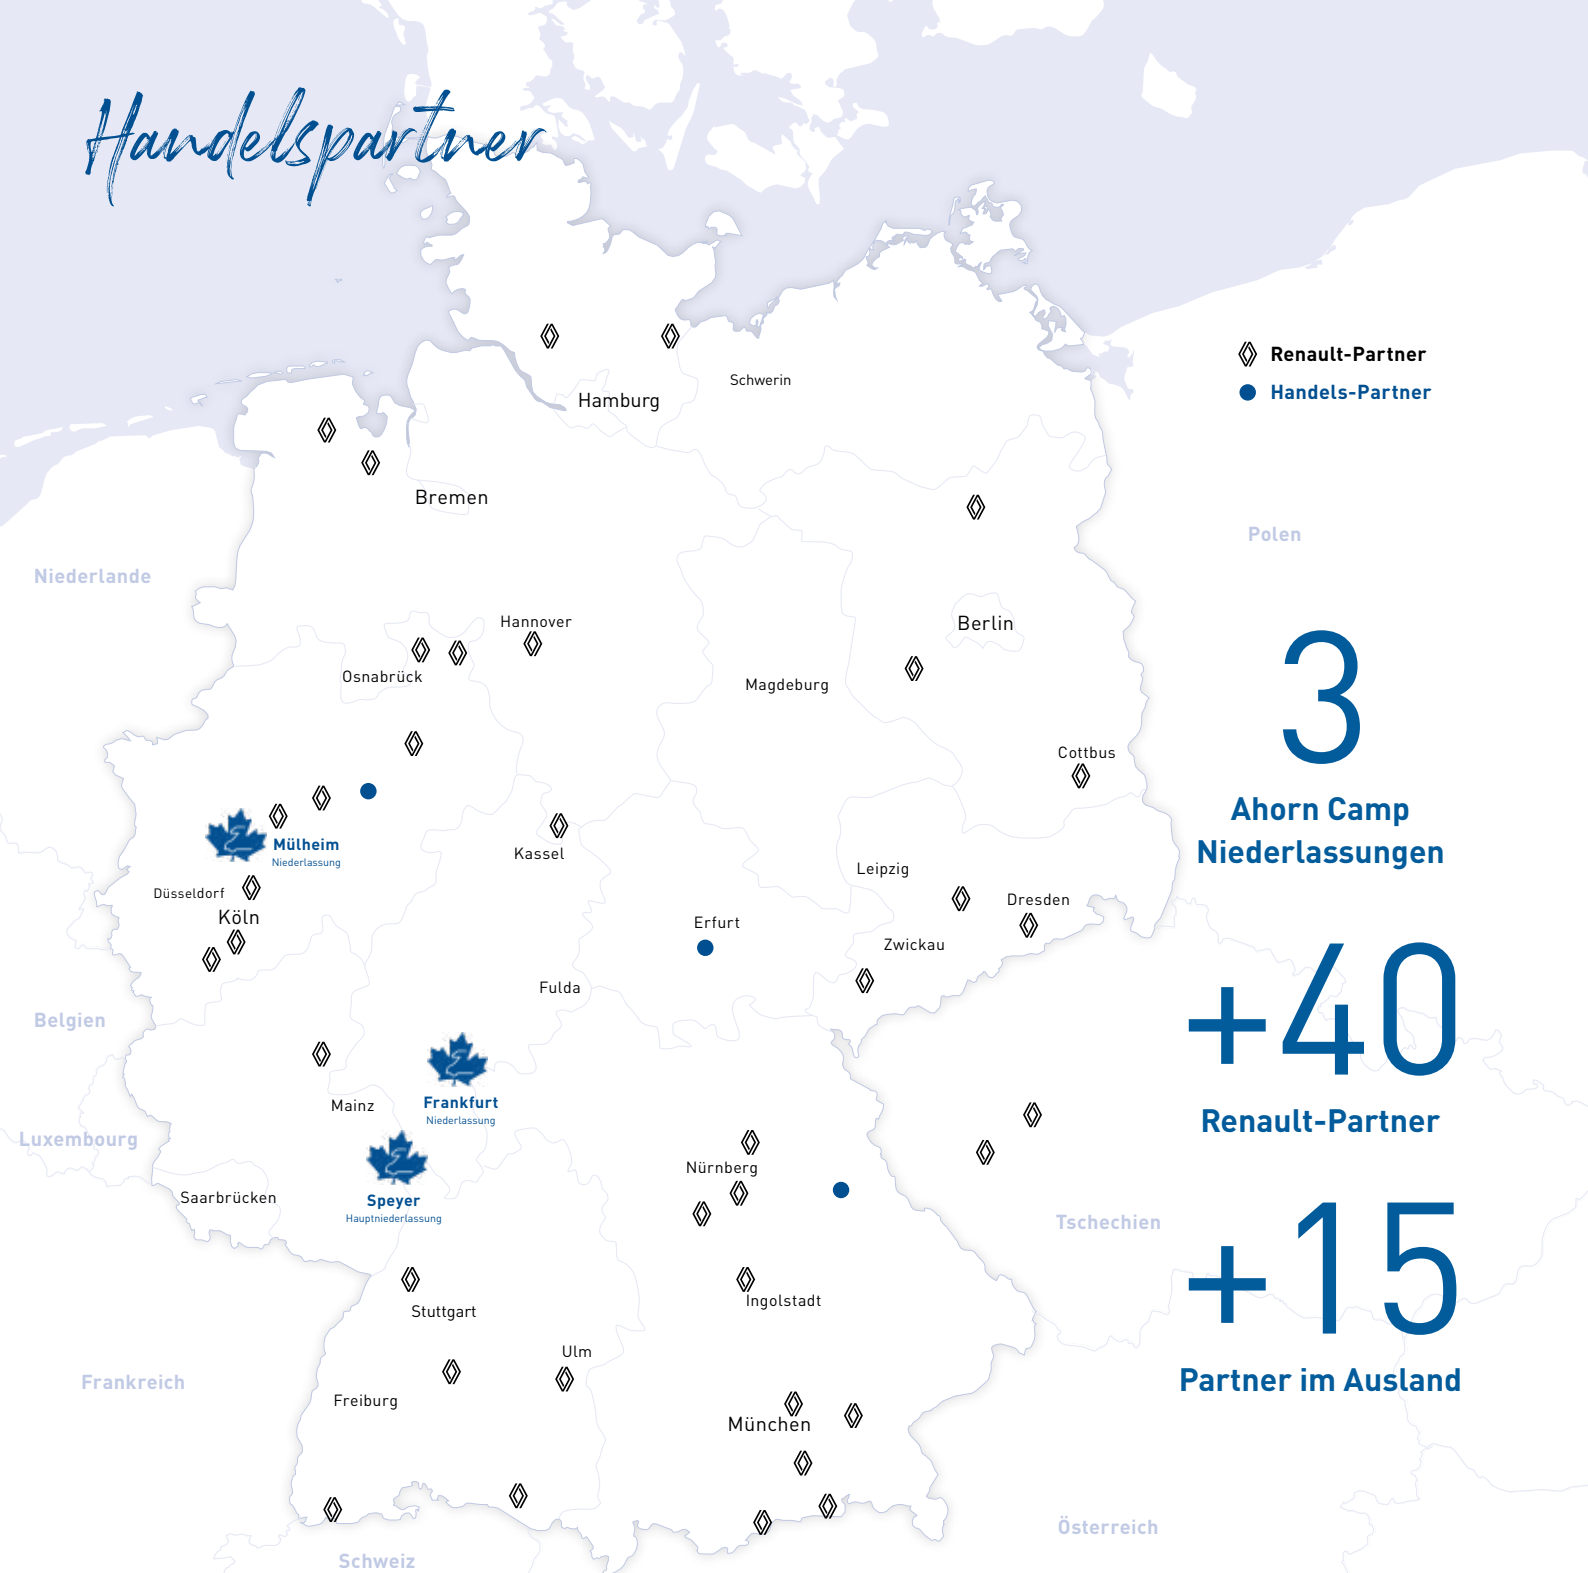 Handelspartner
Renault-Partner
Schwerin
Handels-Partner
Hamburg
Bremen
Polen
Niederlande
Hannover
Berlin
Osnabrück
Magdeburg
3
Cottbus
Ahorn Camp
Niederlassungen
Mülheim
Niederlassung
Kassel
Leipzig
Düsseldorf
Dresden
Köln
Erfurt
Zwickau
Fulda
+40
Belgien
Frankfurt
Niederlassung
Mainz
Renault-Partner
Luxembourg
Nürnberg
Saarbrücken
Speyer
Hauptniederlassung
Tschechien
+15
Ingolstadt
Stuttgart
Ulm
Frankreich
Partner im Ausland
Freiburg
München
Österreich
Schweiz